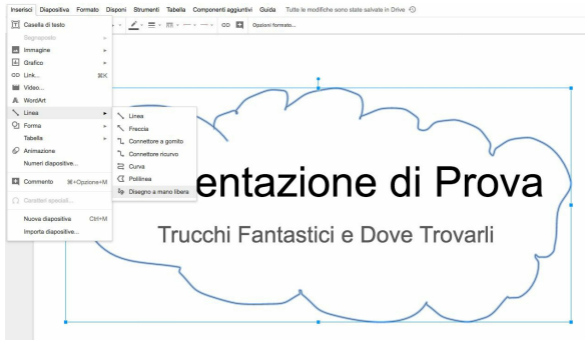 Inserisci Diapositiva Formato Disponi Strumenti Tabella Componenti aggiuntivi Guida Tutte le modifiche sono state salvate in Drive
Casella di testo
Opzioni formato...
Segnaposto
Immagine
Grafico
Link... ⌘K
Video...
WordArt
Linea
Forma
Tabella
Animazione
Numeri diapositive...
Commento ⌘+Opzione+M
Caratteri speciali...
Nuova diapositiva Ctrl+M
Importa diapositive...
Linea
Freccia
Connettore a gomito
Connettore ricurvo
Curva
Polilinea
Disegno a mano libera
entazione di Prova
Trucchi Fantastici e Dove Trovarli